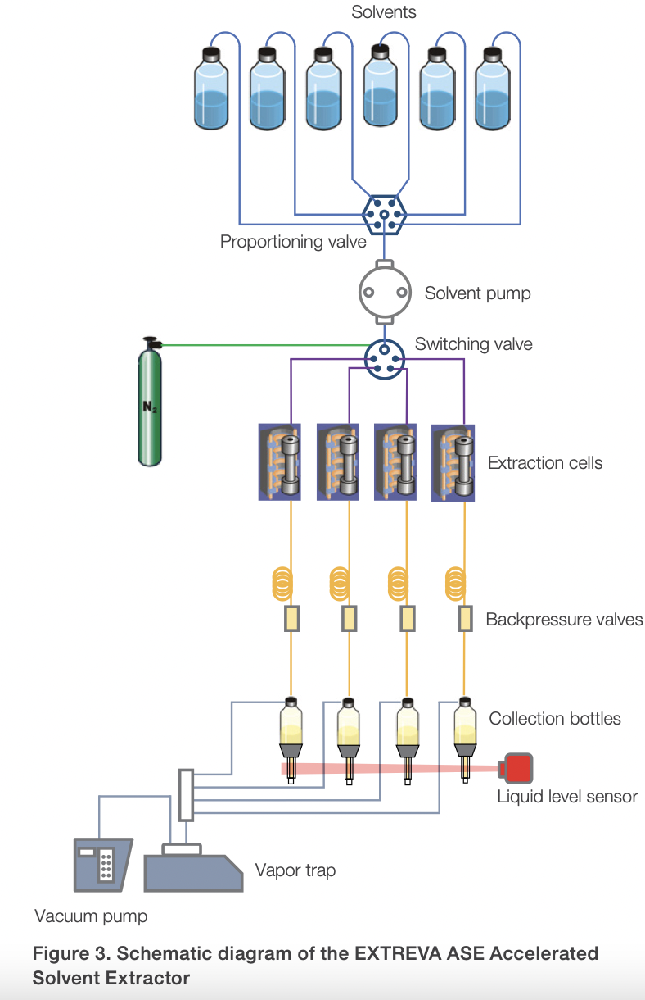 Solvents
Proportioning valve
Solvent pump
Switching valve
N₂
Extraction cells
Backpressure valves
Collection bottles
Liquid level sensor
Vapor trap
Vacuum pump
Figure 3. Schematic diagram of the EXTREVA ASE Accelerated
Solvent Extractor